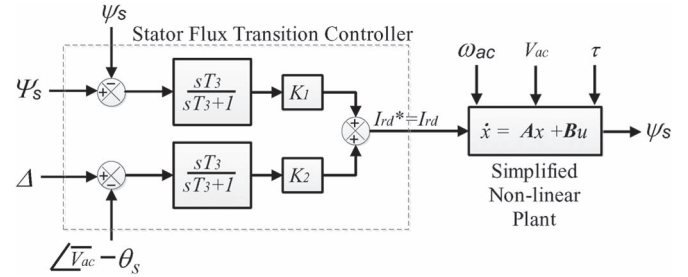 ψs
Stator Flux Transition Controller
Ψs
sT3
sT3+1
K1
Ird*=Ird
ωac
Vac
τ
ẋ = Ax +Bu
ψs
Δ
sT3
sT3+1
K2
Simplified
Non-linear
Plant
∠Vac − θs